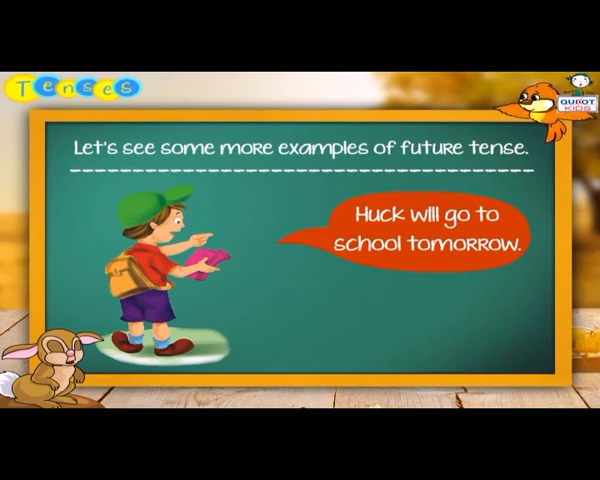 Tenses
QUIXOT
KIDS
Let's see some more examples of future tense.
Huck will go to
school tomorrow.